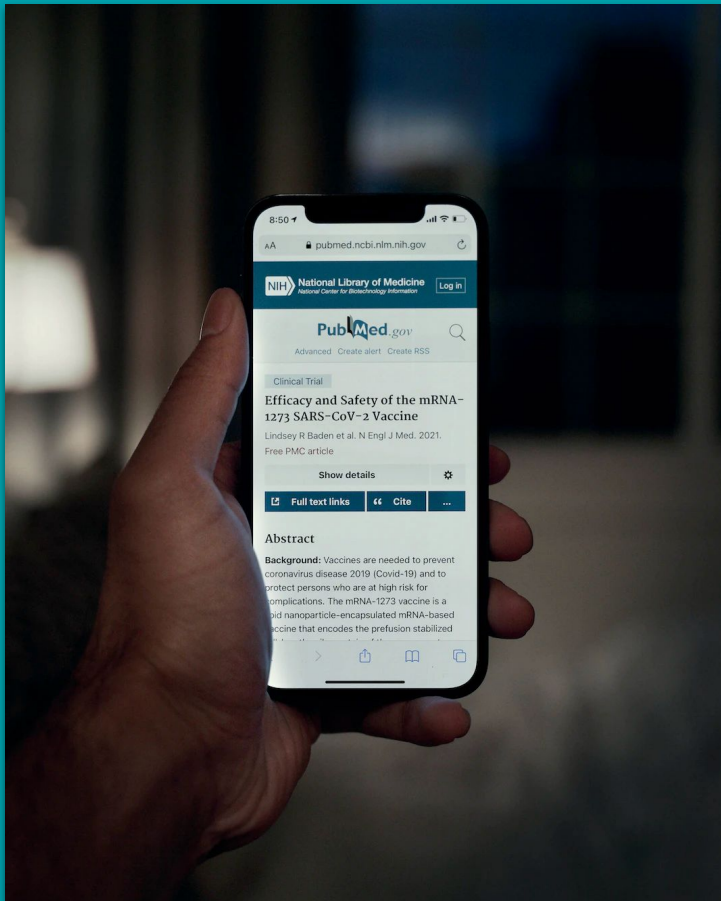 8:50
AA pubmed.ncbi.nlm.nih.gov
NIH National Library of Medicine Log in
National Center for Biotechnology Information
PubMed.gov
Advanced Create alert Create RSS
Clinical Trial
Efficacy and Safety of the mRNA-
1273 SARS-CoV-2 Vaccine
Lindsey R Baden et al. N Engl J Med. 2021.
Free PMC article
Show details
Full text links Cite ...
Abstract
Background: Vaccines are needed to prevent
coronavirus disease 2019 (Covid-19) and to
protect persons who are at high risk for
complications. The mRNA-1273 vaccine is a
nanoparticle-encapsulated mRNA-based
vaccine that encodes the prefusion stabilized